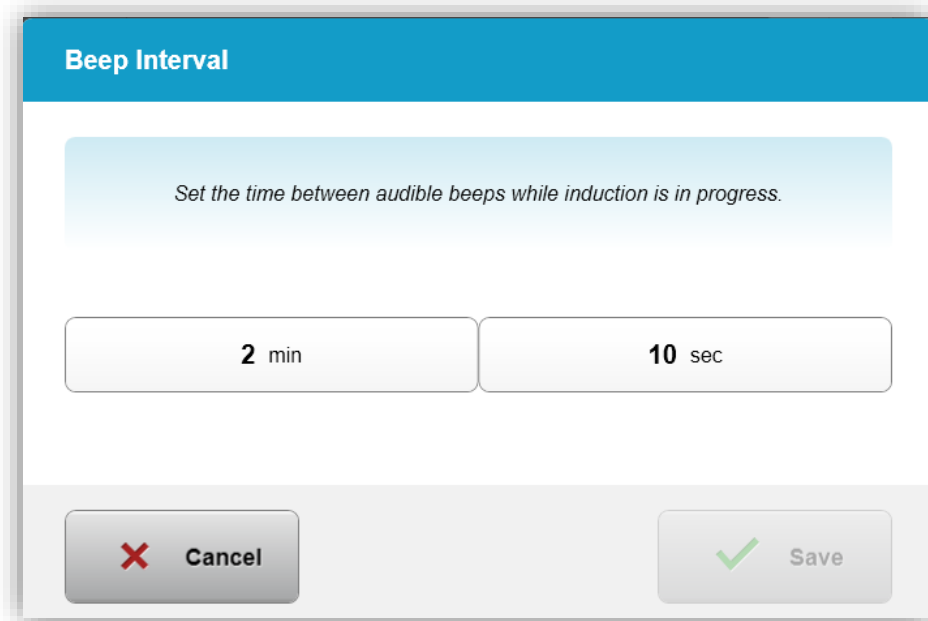 Beep Interval
Set the time between audible beeps while induction is in progress.
2 min 10 sec
Cancel Save